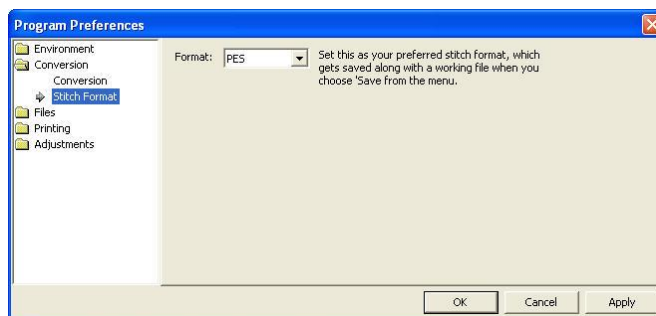 Program Preferences
Environment
Conversion
Conversion
Stitch Format
Files
Printing
Adjustments
Format: PES
Set this as your preferred stitch format, which
gets saved along with a working file when you
choose 'Save from the menu.
OK Cancel Apply